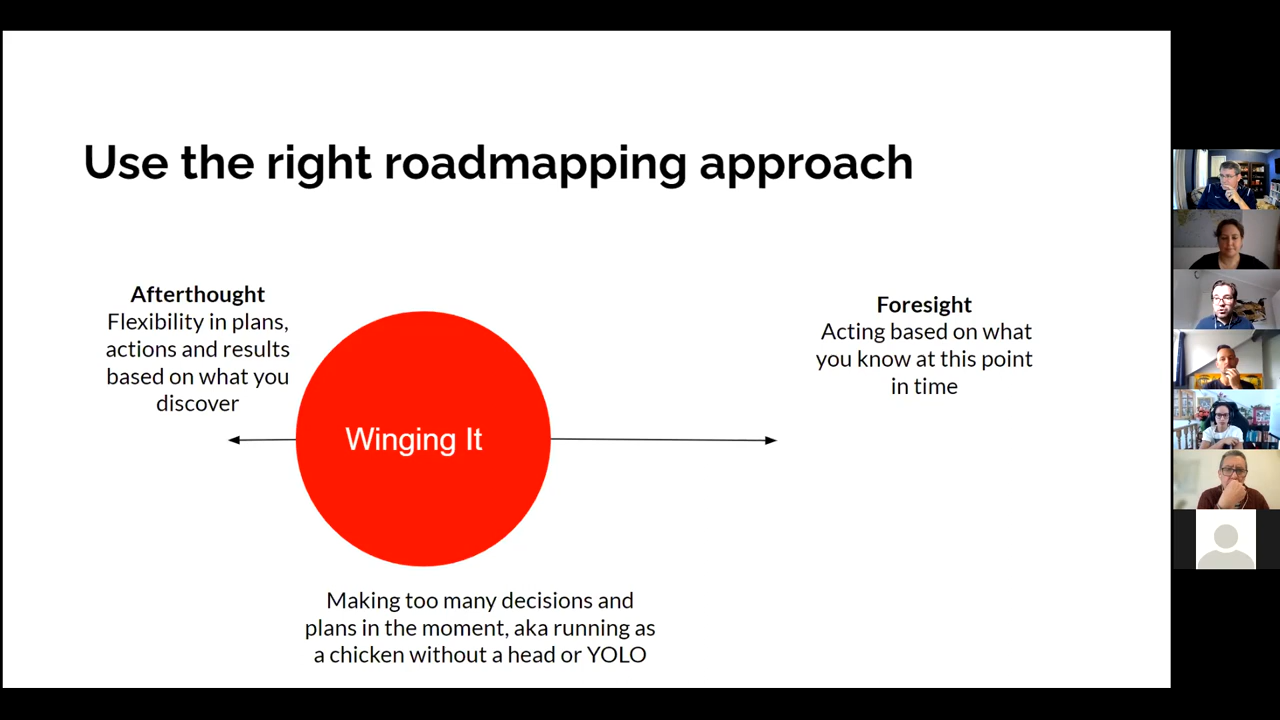 Use the right roadmapping approach
Afterthought
Flexibility in plans,
actions and results
based on what you
discover
Foresight
Acting based on what
you know at this point
in time
Winging It
Making too many decisions and
plans in the moment, aka running as
a chicken without a head or YOLO